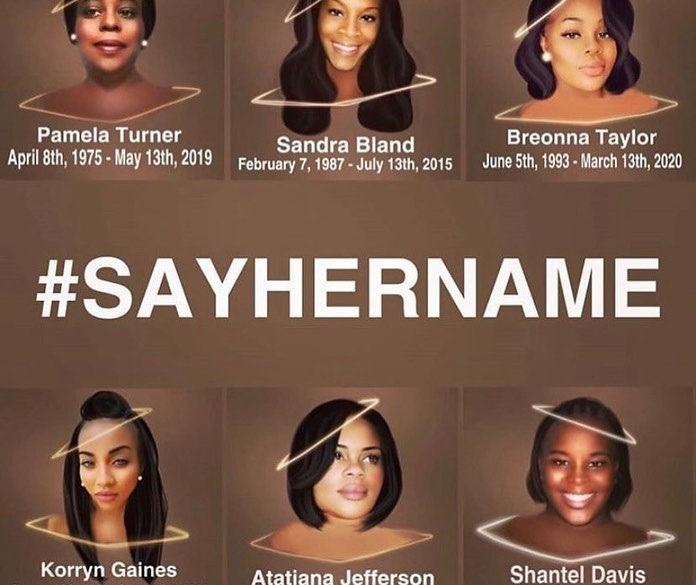 Pamela Turner
April 8th, 1975 - May 13th, 2019
Sandra Bland
February 7, 1987 - July 13th, 2015
Breonna Taylor
June 5th, 1993 - March 13th, 2020
#SAYHERNAME
Korryn Gaines
Atatiana Jefferson
Shantel Davis